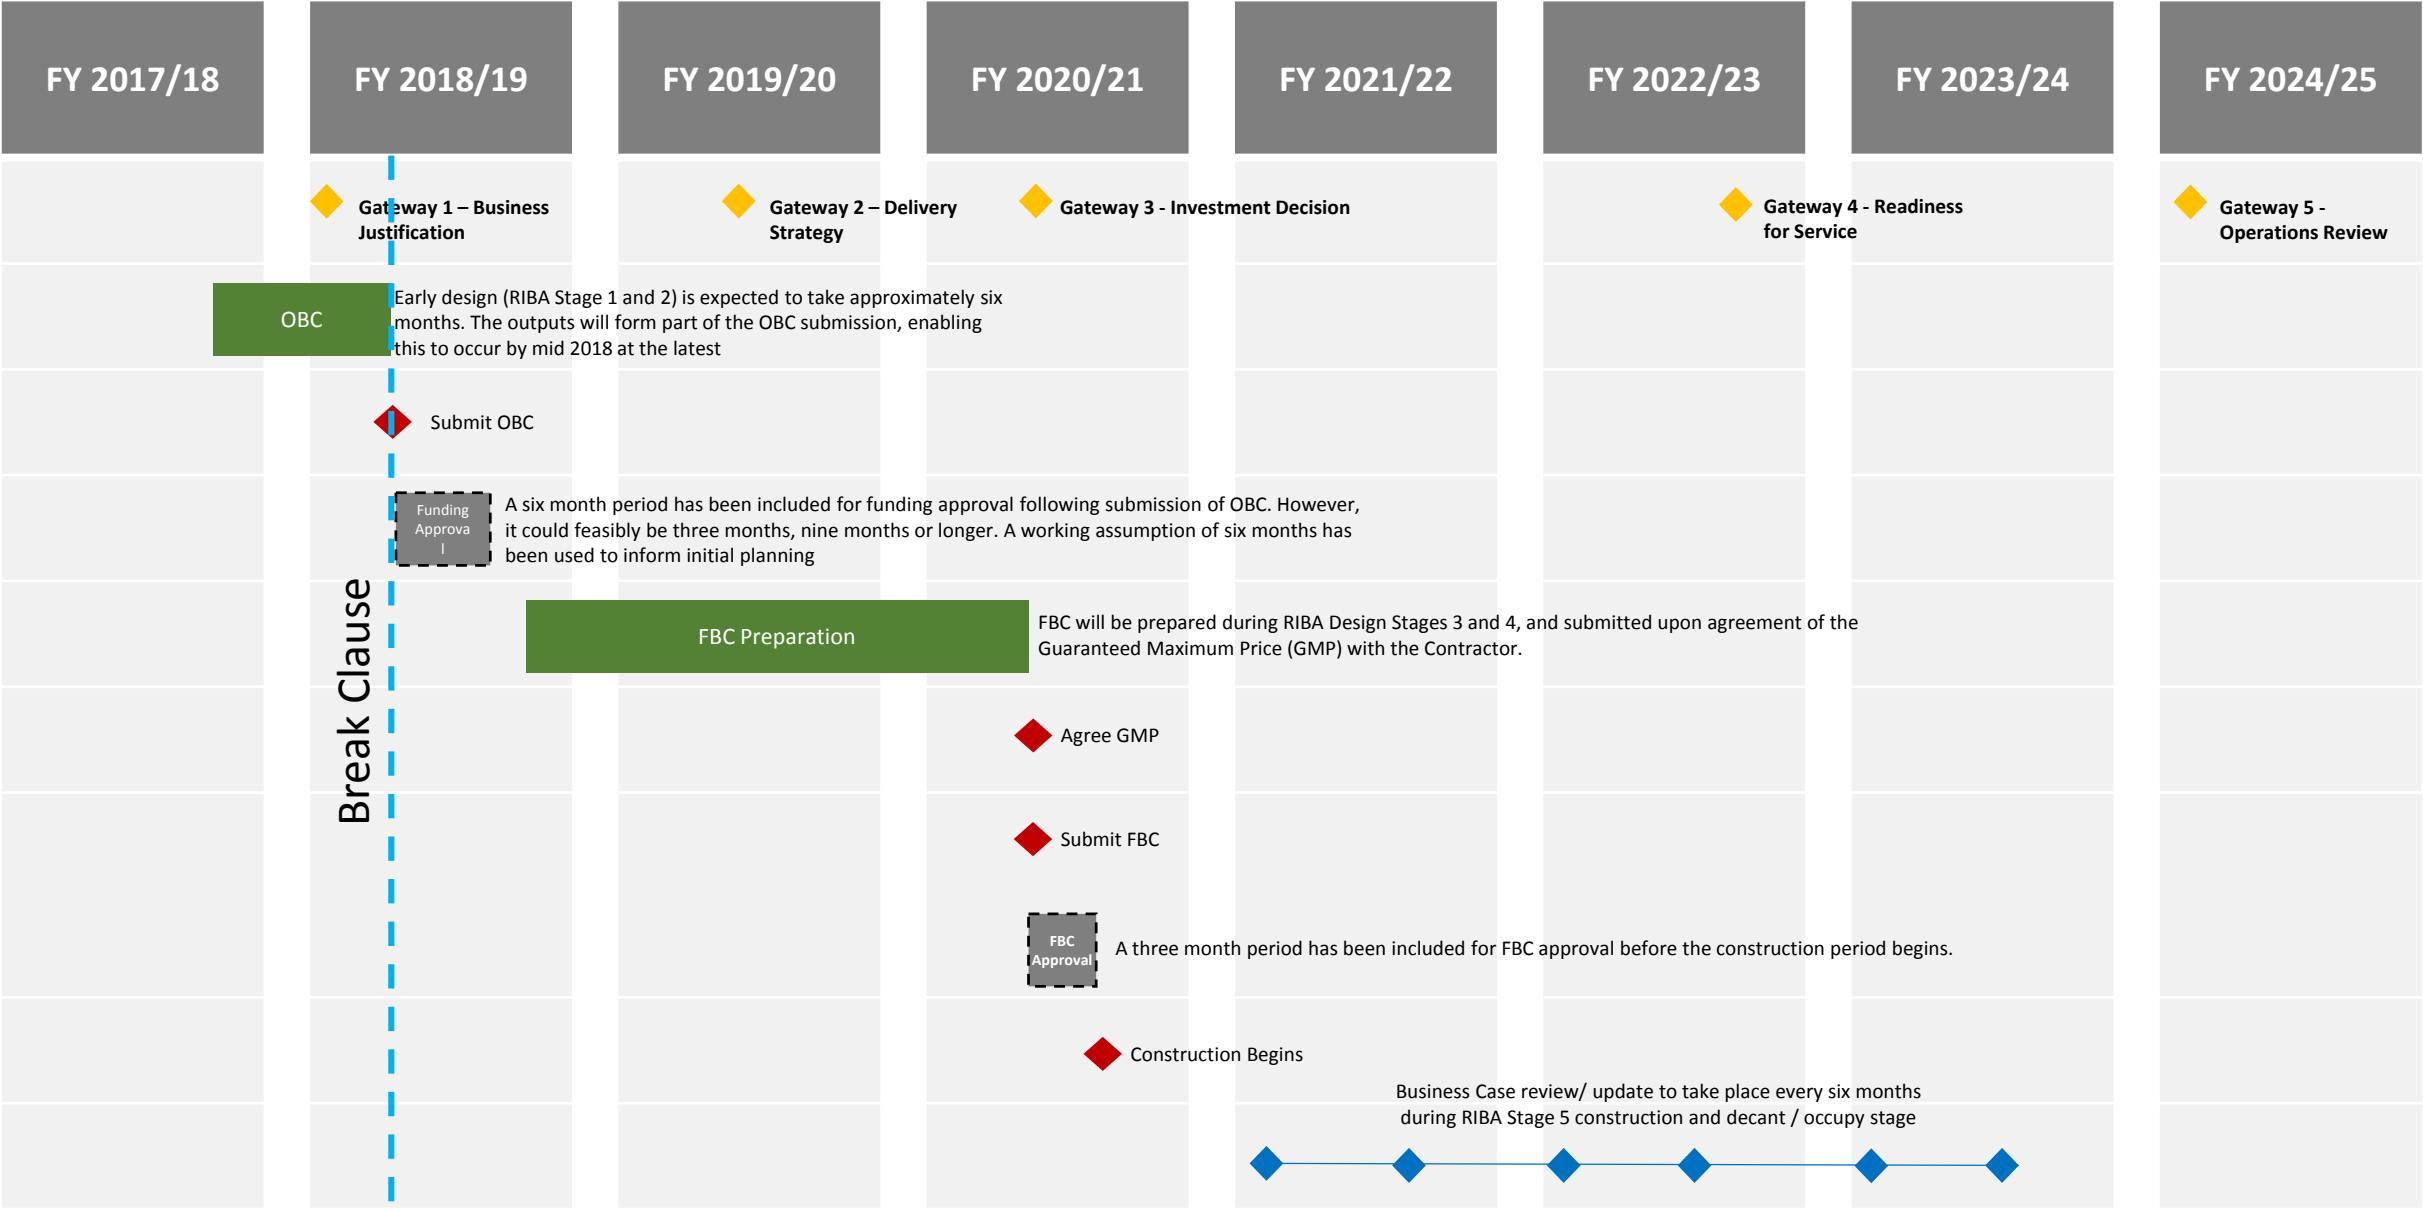 FY 2017/18
FY 2018/19
FY 2019/20
FY 2020/21
FY 2021/22
FY 2022/23
FY 2023/24
FY 2024/25
Gateway 1 – Business
Justification
Gateway 2 – Delivery
Strategy
Gateway 3 - Investment Decision
Gateway 4 - Readiness
for Service
Gateway 5 -
Operations Review
OBC
Early design (RIBA Stage 1 and 2) is expected to take approximately six
months. The outputs will form part of the OBC submission, enabling
this to occur by mid 2018 at the latest
Submit OBC
Funding
Approva
l
A six month period has been included for funding approval following submission of OBC. However,
it could feasibly be three months, nine months or longer. A working assumption of six months has
been used to inform initial planning
Break Clause
FBC Preparation
FBC will be prepared during RIBA Design Stages 3 and 4, and submitted upon agreement of the
Guaranteed Maximum Price (GMP) with the Contractor.
Agree GMP
Submit FBC
FBC
Approval
A three month period has been included for FBC approval before the construction period begins.
Construction Begins
Business Case review/ update to take place every six months
during RIBA Stage 5 construction and decant / occupy stage